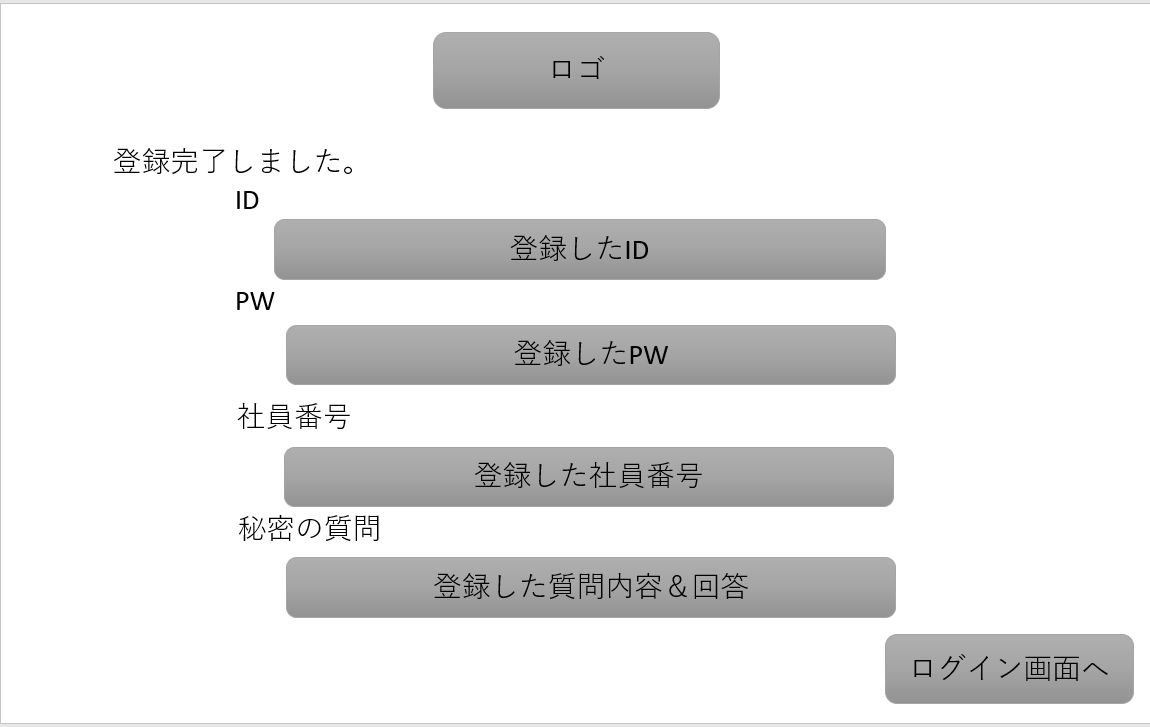 ロゴ
登録完了しました。
ID
登録したID
PW
登録したPW
社員番号
登録した社員番号
秘密の質問
登録した質問内容＆回答
ログイン画面へ